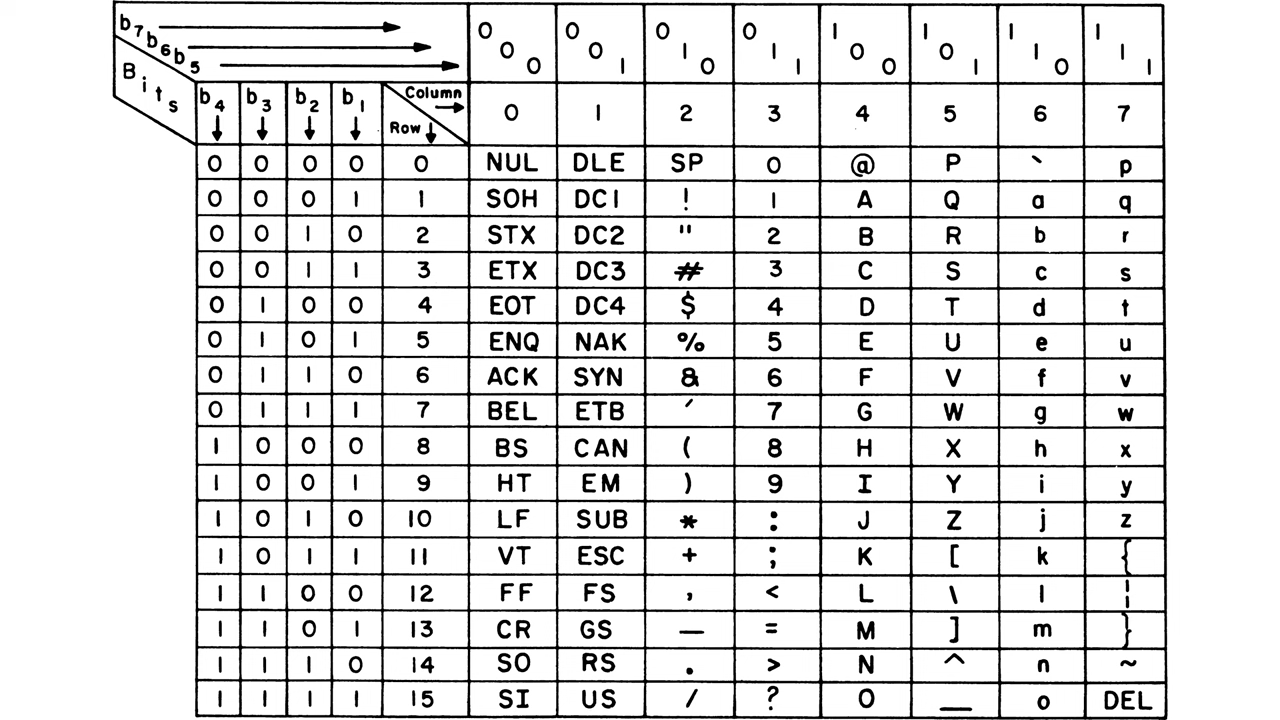 b7 b6 b5 0 0 0 0 0 1 0 1 0 0 1 1 1 0 0 1 0 1 1 1 0 1 1 1
Bits b4 b3 b2 b1 Column Row 0 1 2 3 4 5 6 7
0 0 0 0 0 NUL DLE SP 0 @ P ` p
0 0 0 1 1 SOH DC1 ! 1 A Q a q
0 0 1 0 2 STX DC2 " 2 B R b r
0 0 1 1 3 ETX DC3 # 3 C S c s
0 1 0 0 4 EOT DC4 $ 4 D T d t
0 1 0 1 5 ENQ NAK % 5 E U e u
0 1 1 0 6 ACK SYN & 6 F V f v
0 1 1 1 7 BEL ETB ´ 7 G W g w
1 0 0 0 8 BS CAN ( 8 H X h x
1 0 0 1 9 HT EM ) 9 I Y i y
1 0 1 0 10 LF SUB * : J Z j z
1 0 1 1 11 VT ESC + ; K [ k {
1 1 0 0 12 FF FS , < L \ l ¦
1 1 0 1 13 CR GS — = M ] m }
1 1 1 0 14 SO RS . > N ^ n ~
1 1 1 1 15 SI US / ? O _ o DEL